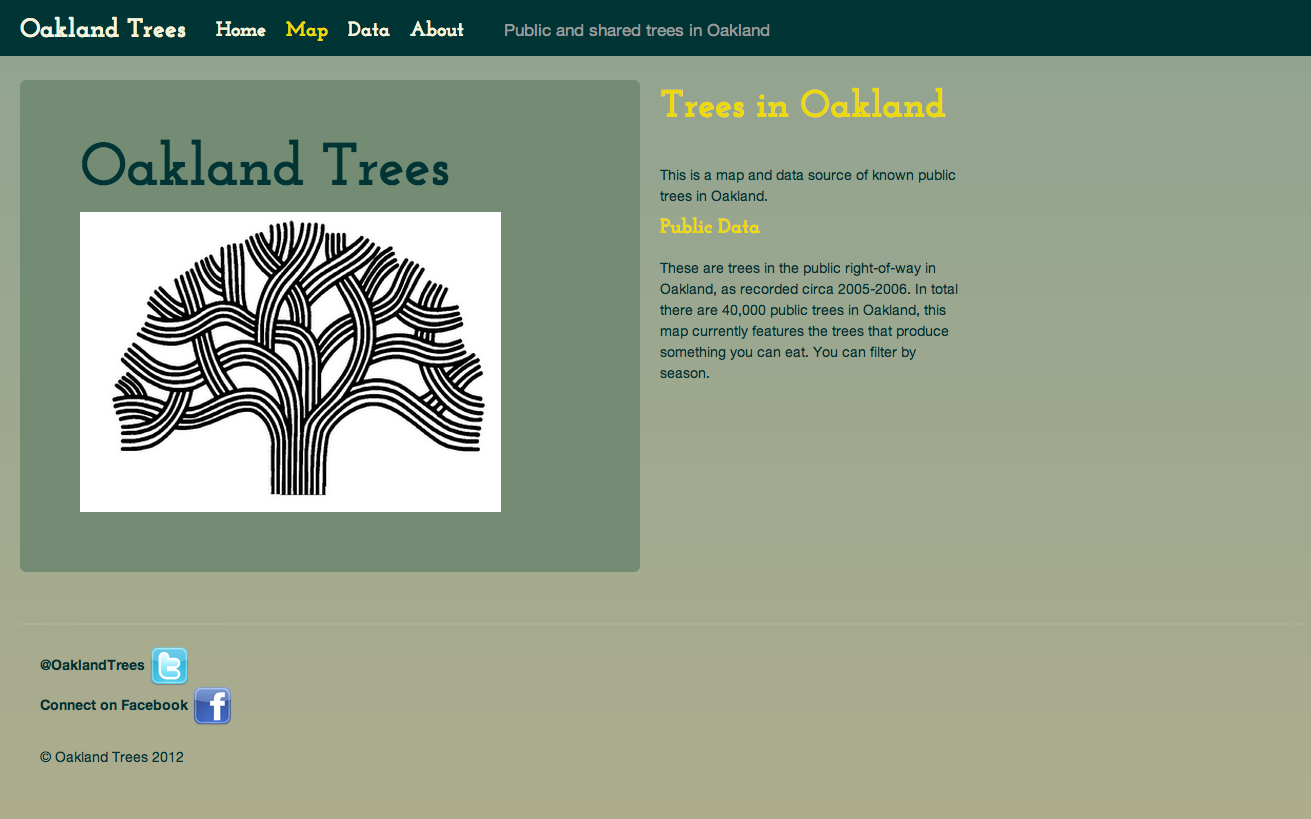 Oakland Trees Home Map Data About Public and shared trees in Oakland
Oakland Trees
Trees in Oakland
This is a map and data source of known public
trees in Oakland.
Public Data
These are trees in the public right-of-way in
Oakland, as recorded circa 2005-2006. In total
there are 40,000 public trees in Oakland, this
map currently features the trees that produce
something you can eat. You can filter by
season.
@OaklandTrees
Connect on Facebook
© Oakland Trees 2012